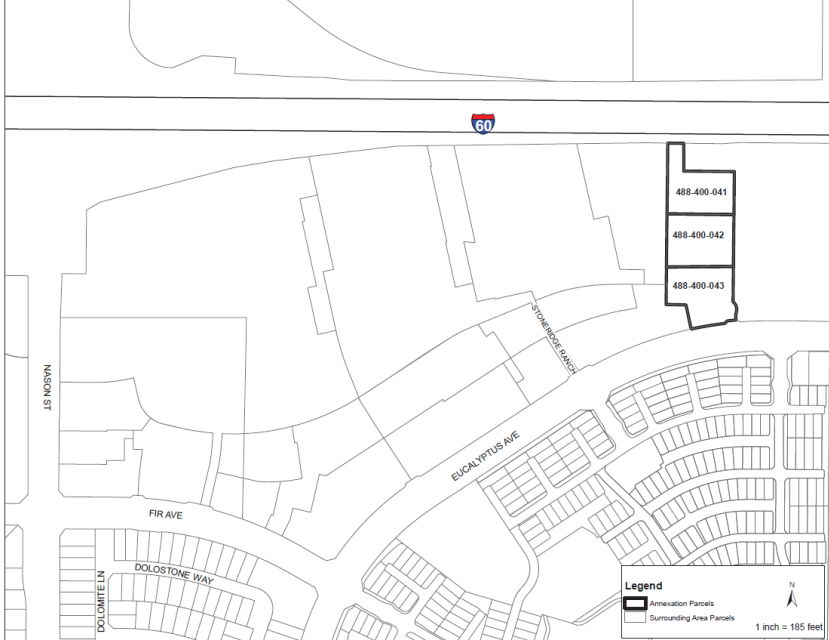 60
488-400-041
488-400-042
488-400-043
STONERIDGE RANCH
NASON ST
EUCALYPTUS AVE
FIR AVE
DOLOSTONE WAY
DOLOMITE LN
Legend
Annexation Parcels
Surrounding Area Parcels
N
1 inch = 185 feet